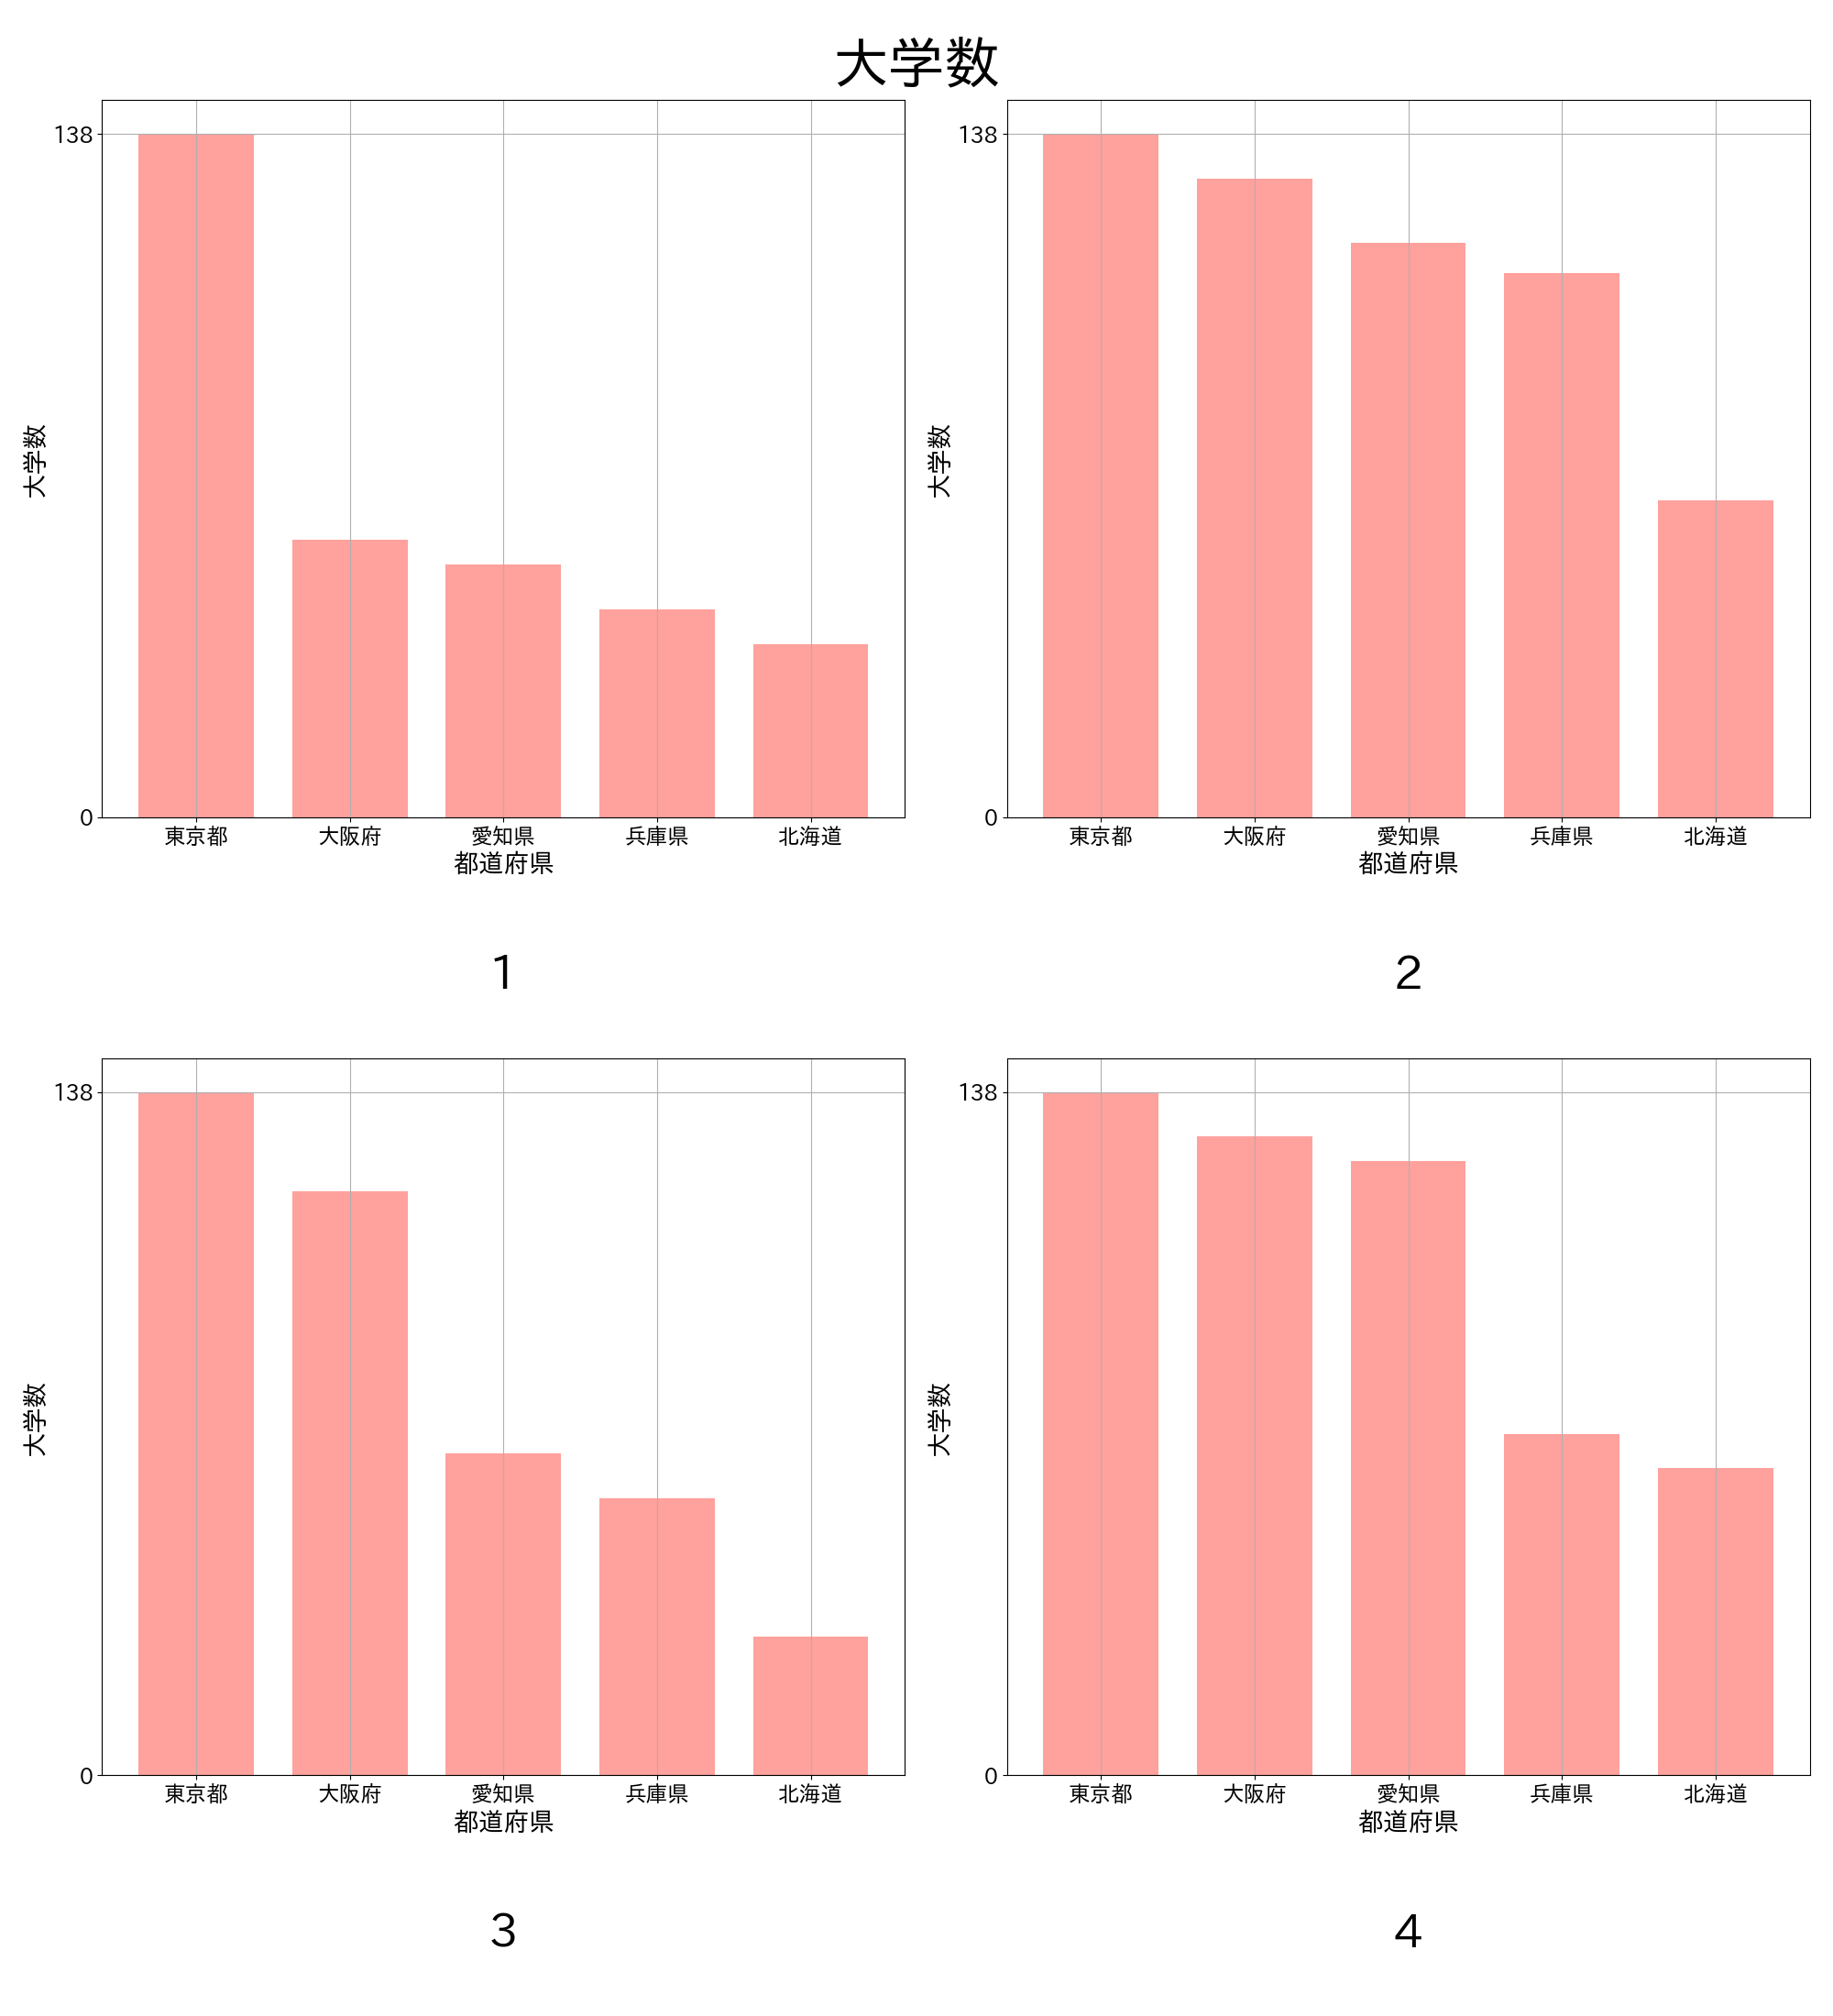 大学数
138
大学数
0
東京都 大阪府 愛知県 兵庫県 北海道
都道府県
1
138
大学数
0
東京都 大阪府 愛知県 兵庫県 北海道
都道府県
2
138
大学数
0
東京都 大阪府 愛知県 兵庫県 北海道
都道府県
3
138
大学数
0
東京都 大阪府 愛知県 兵庫県 北海道
都道府県
4